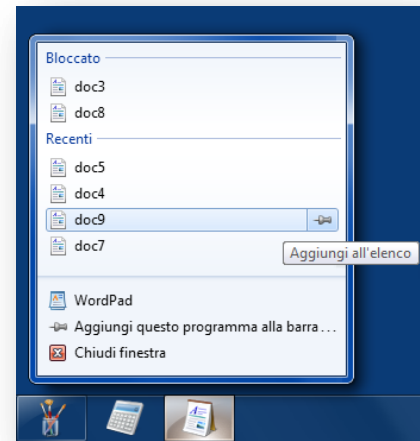 Bloccato
doc3
doc8
Recenti
doc5
doc4
doc9
doc7
Aggiungi all'elenco
WordPad
Aggiungi questo programma alla barra...
Chiudi finestra